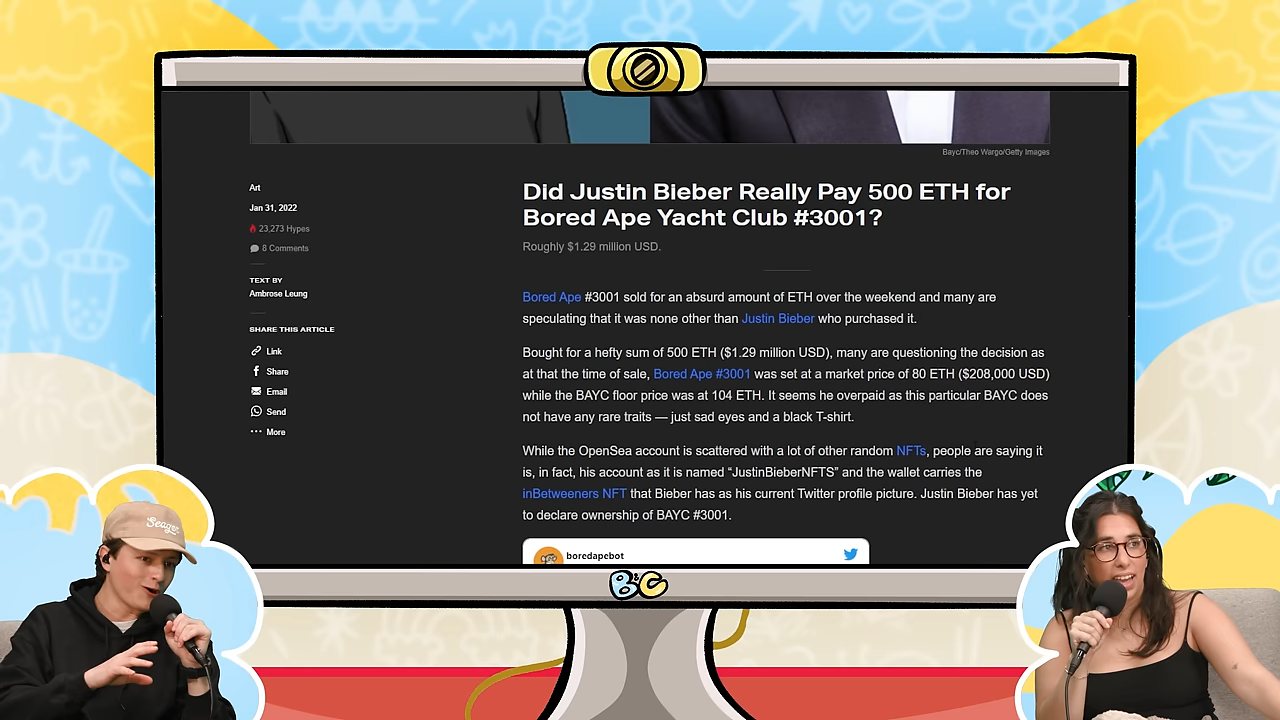 Bayc/Theo Wargo/Getty Images
Art
Jan 31, 2022
23,273 Hypes
8 Comments
TEXT BY
Ambrose Leung
SHARE THIS ARTICLE
Link
Share
Email
Send
More
Did Justin Bieber Really Pay 500 ETH for
Bored Ape Yacht Club #3001?
Roughly $1.29 million USD.
Bored Ape #3001 sold for an absurd amount of ETH over the weekend and many are
speculating that it was none other than Justin Bieber who purchased it.
Bought for a hefty sum of 500 ETH ($1.29 million USD), many are questioning the decision as
at that the time of sale, Bored Ape #3001 was set at a market price of 80 ETH ($208,000 USD)
while the BAYC floor price was at 104 ETH. It seems he overpaid as this particular BAYC does
not have any rare traits — just sad eyes and a black T-shirt.
While the OpenSea account is scattered with a lot of other random NFTs, people are saying it
is, in fact, his account as it is named “JustinBieberNFTS” and the wallet carries the
inBetweeners NFT that Bieber has as his current Twitter profile picture. Justin Bieber has yet
to declare ownership of BAYC #3001.
boredapebot
B&C
Seager